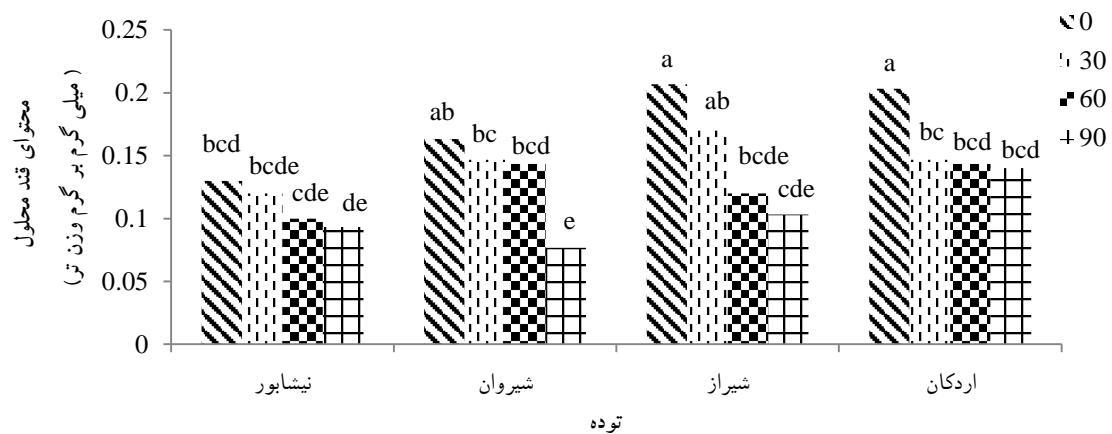 0.25
0.2
0.15
0.1
0.05
0
محتوای قند محلول
( میلی گرم بر گرم وزن تر)
bcd bcde cde de
ab bc bcd e
a ab bcde cde
a bc bcd bcd
نیشابور شیروان شیراز اردکان
توده
0
30
60
90